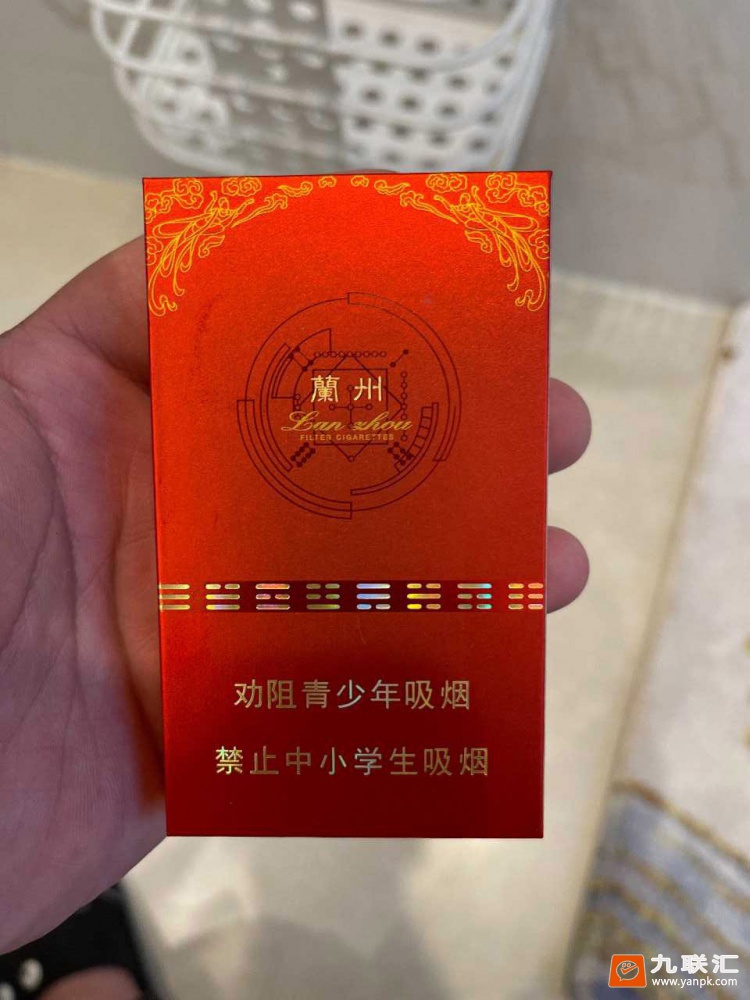 蘭州
Lan zhou
FILTER CIGARETTES
劝阻青少年吸烟
禁止中小学生吸烟
九联汇
www.yanpk.com